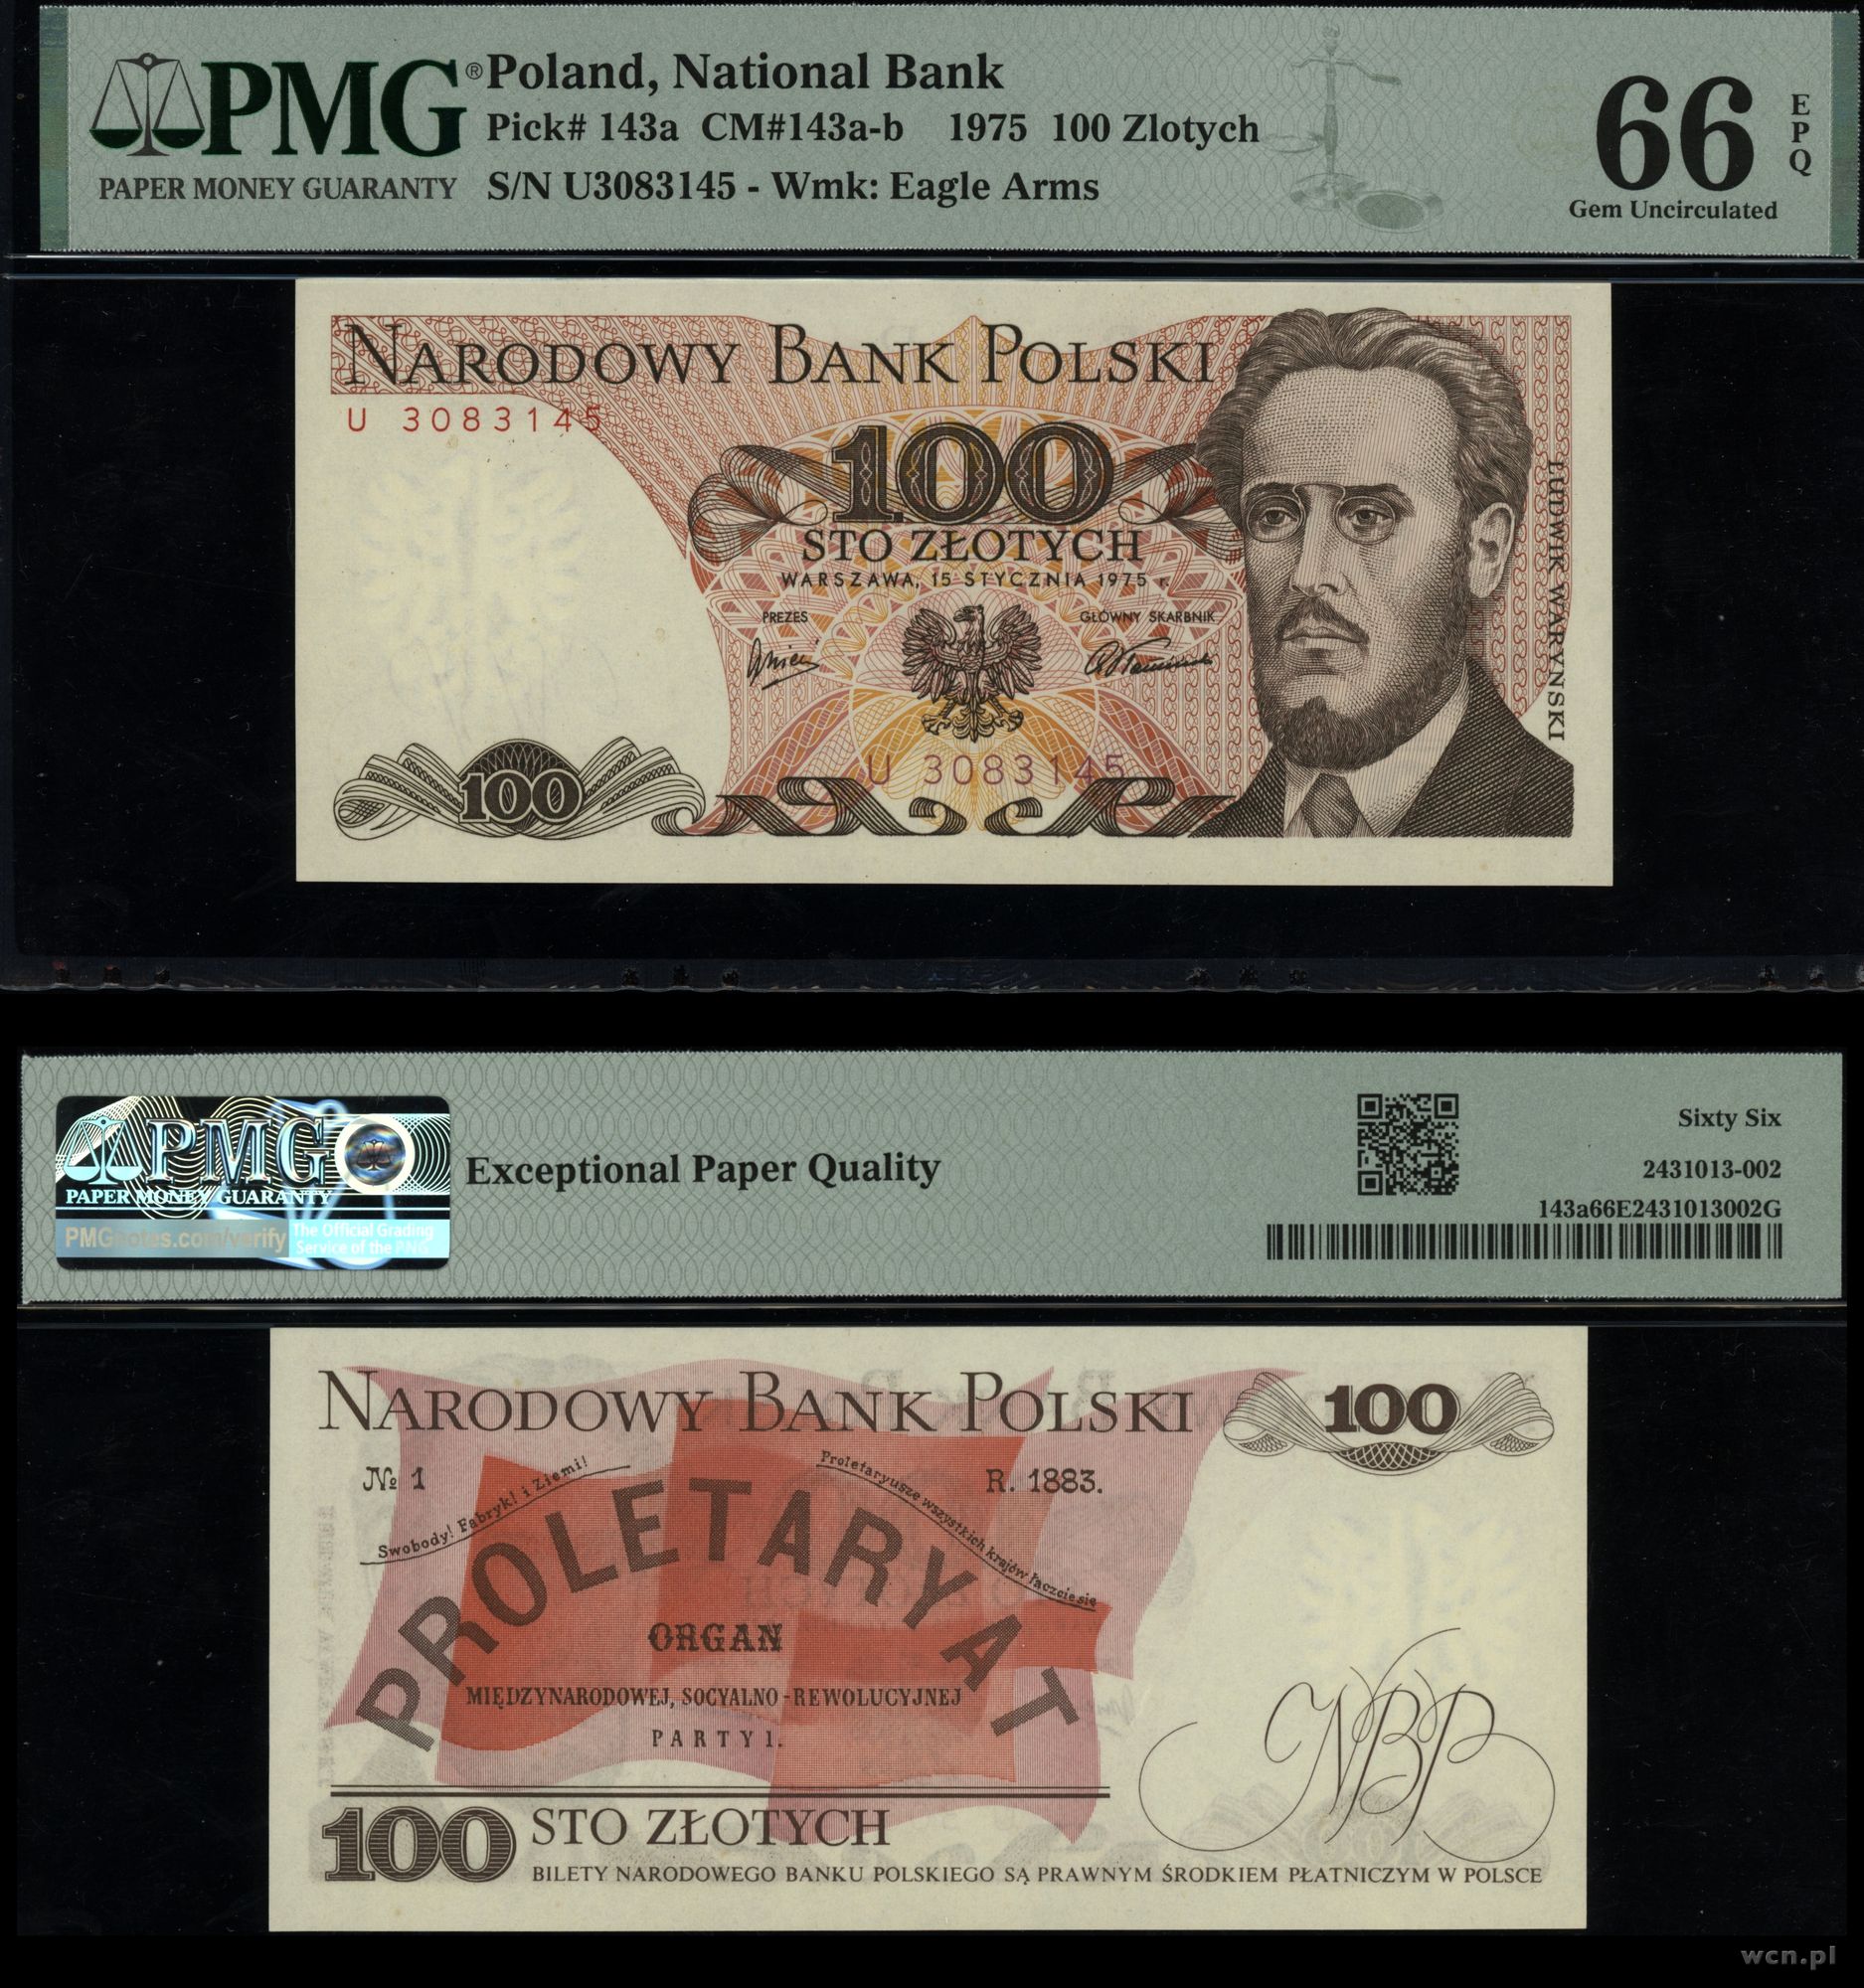 PMG®
PAPER MONEY GUARANTY
Poland, National Bank
Pick# 143a CM#143a-b 1975 100 Zlotych
S/N U3083145 - Wmk: Eagle Arms
66
EPQ
Gem Uncirculated
NARODOWY BANK POLSKI
U 3083145
100
STO ZŁOTYCH
WARSZAWA, 15 STYCZNIA 1975 r.
PREZES
GŁÓWNY SKARBNIK
LUDWIK WARYŃSKI
U 3083145
100
PMG
PAPER MONEY GUARANTY
PMGnotes.com/verify
The Official Grading
Service of the PNG
Exceptional Paper Quality
Sixty Six
2431013-002
143a66E2431013002G
NARODOWY BANK POLSKI
100
№ 1
R. 1883.
Swobody! Fabryk! i Ziemi!
Proletaryusze wszystkich krajów łączcie się
PROLETARYAT
ORGAN
MIĘDZYNARODOWEJ, SOCYALNO-REWOLUCYJNEJ
PARTYI.
NBP
100 STO ZŁOTYCH
BILETY NARODOWEGO BANKU POLSKIEGO SĄ PRAWNYM ŚRODKIEM PŁATNICZYM W POLSCE
wcn.pl